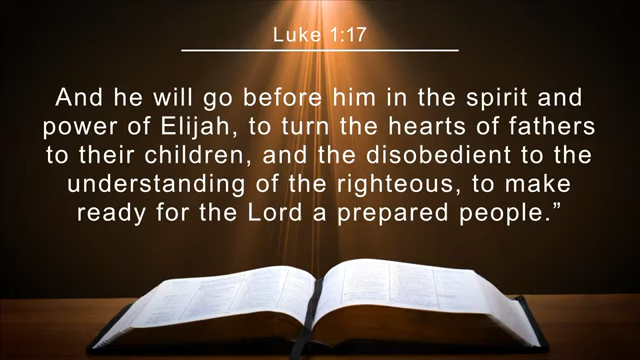 Luke 1:17
And he will go before him in the spirit and
power of Elijah, to turn the hearts of fathers
to their children, and the disobedient to the
understanding of the righteous, to make
ready for the Lord a prepared people.”